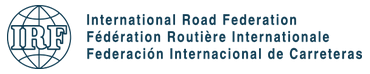 IRF
International Road Federation
Fédération Routière Internationale
Federación Internacional de Carreteras